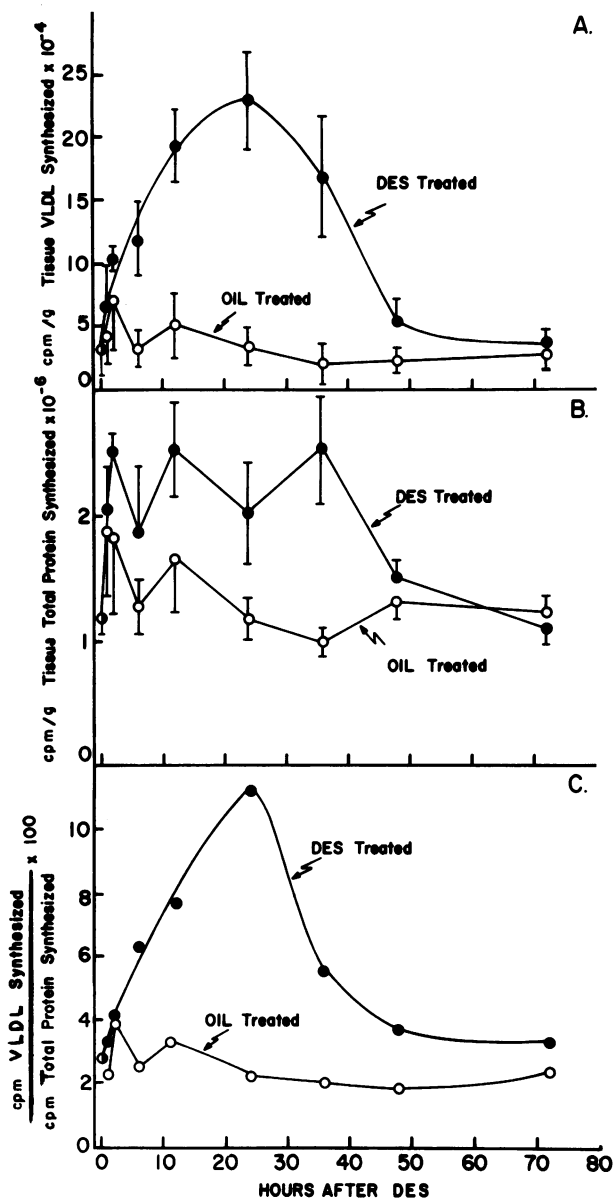 A.
cpm/g Tissue VLDL Synthesized x 10-4
25
20
15
10
5
0
DES Treated
OIL Treated
B.
cpm/g Tissue Total Protein Synthesized x10-6
2
1
0
DES Treated
OIL Treated
C.
cpm VLDL Synthesized
cpm Total Protein Synthesized
x 100
10
8
6
4
2
0
DES Treated
OIL Treated
0 10 20 30 40 50 60 70 80
HOURS AFTER DES